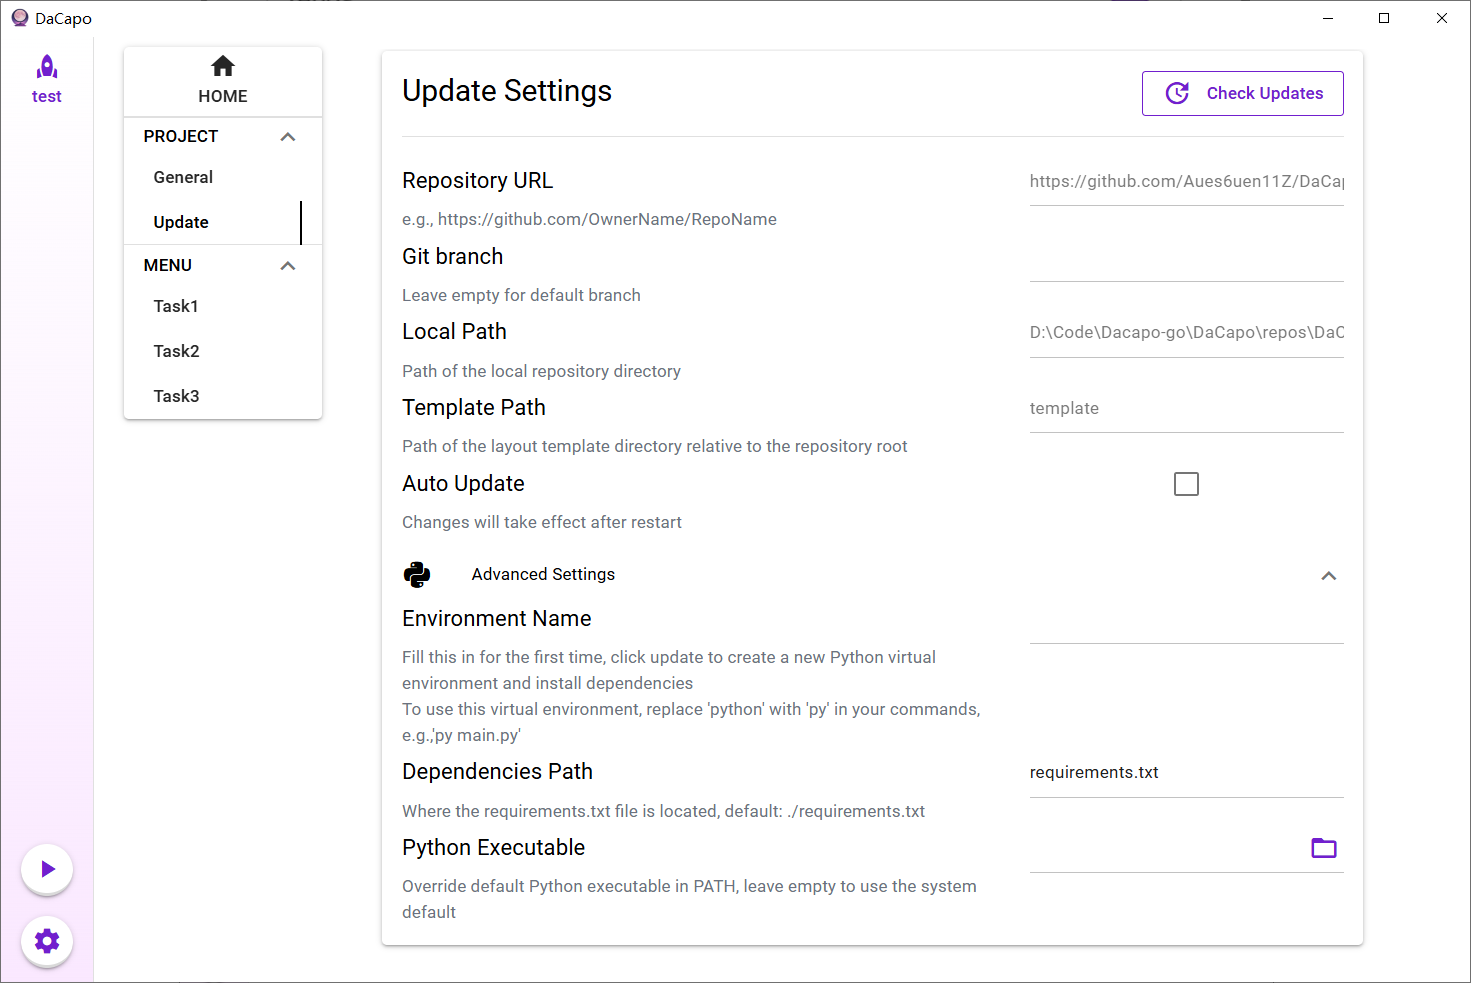 DaCapo
test
HOME
PROJECT
General
Update
MENU
Task1
Task2
Task3
Update Settings
Check Updates
Repository URL
https://github.com/Aues6uen11Z/DaCap
e.g., https://github.com/OwnerName/RepoName
Git branch
Leave empty for default branch
Local Path
D:\Code\Dacapo-go\DaCapo\repos\DaC
Path of the local repository directory
Template Path
template
Path of the layout template directory relative to the repository root
Auto Update
Changes will take effect after restart
Advanced Settings
Environment Name
Fill this in for the first time, click update to create a new Python virtual
environment and install dependencies
To use this virtual environment, replace 'python' with 'py' in your commands,
e.g.,'py main.py'
Dependencies Path
requirements.txt
Where the requirements.txt file is located, default: ./requirements.txt
Python Executable
Override default Python executable in PATH, leave empty to use the system
default